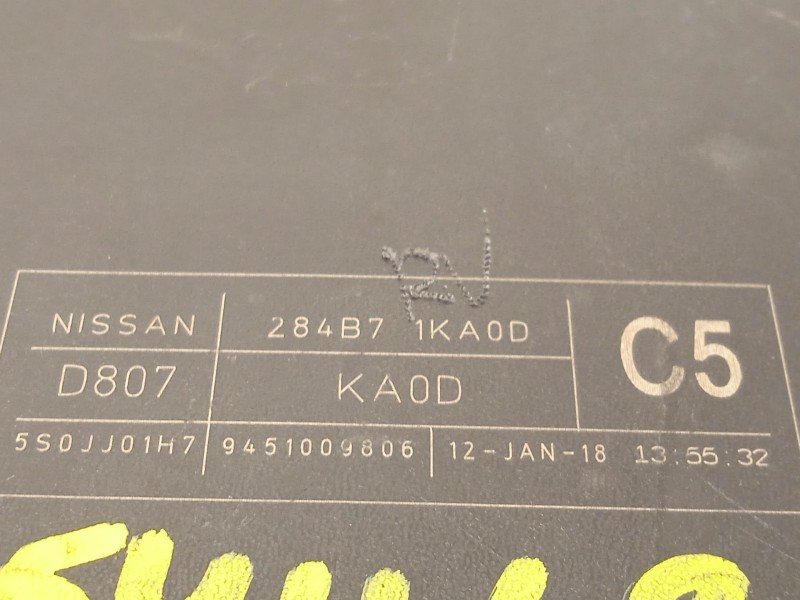 NISSAN 284B7 1KA0D C5
D807 KA0D
5S0JJ01H7 9451009806 12-JAN-18 13:55:32